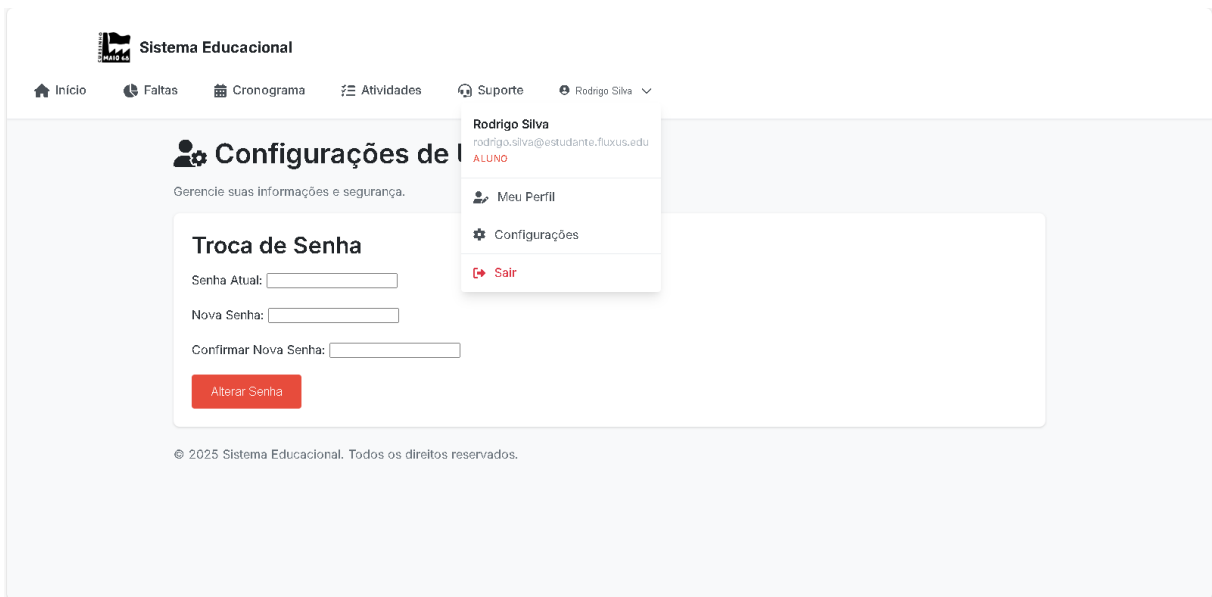 MAIO 68
Sistema Educacional
Início Faltas Cronograma Atividades Suporte Rodrigo Silva
Rodrigo Silva
rodrigo.silva@estudante.fluxus.edu
ALUNO
Meu Perfil
Configurações
Sair
Configurações de
Gerencie suas informações e segurança.
Troca de Senha
Senha Atual:
Nova Senha:
Confirmar Nova Senha:
Alterar Senha
© 2025 Sistema Educacional. Todos os direitos reservados.